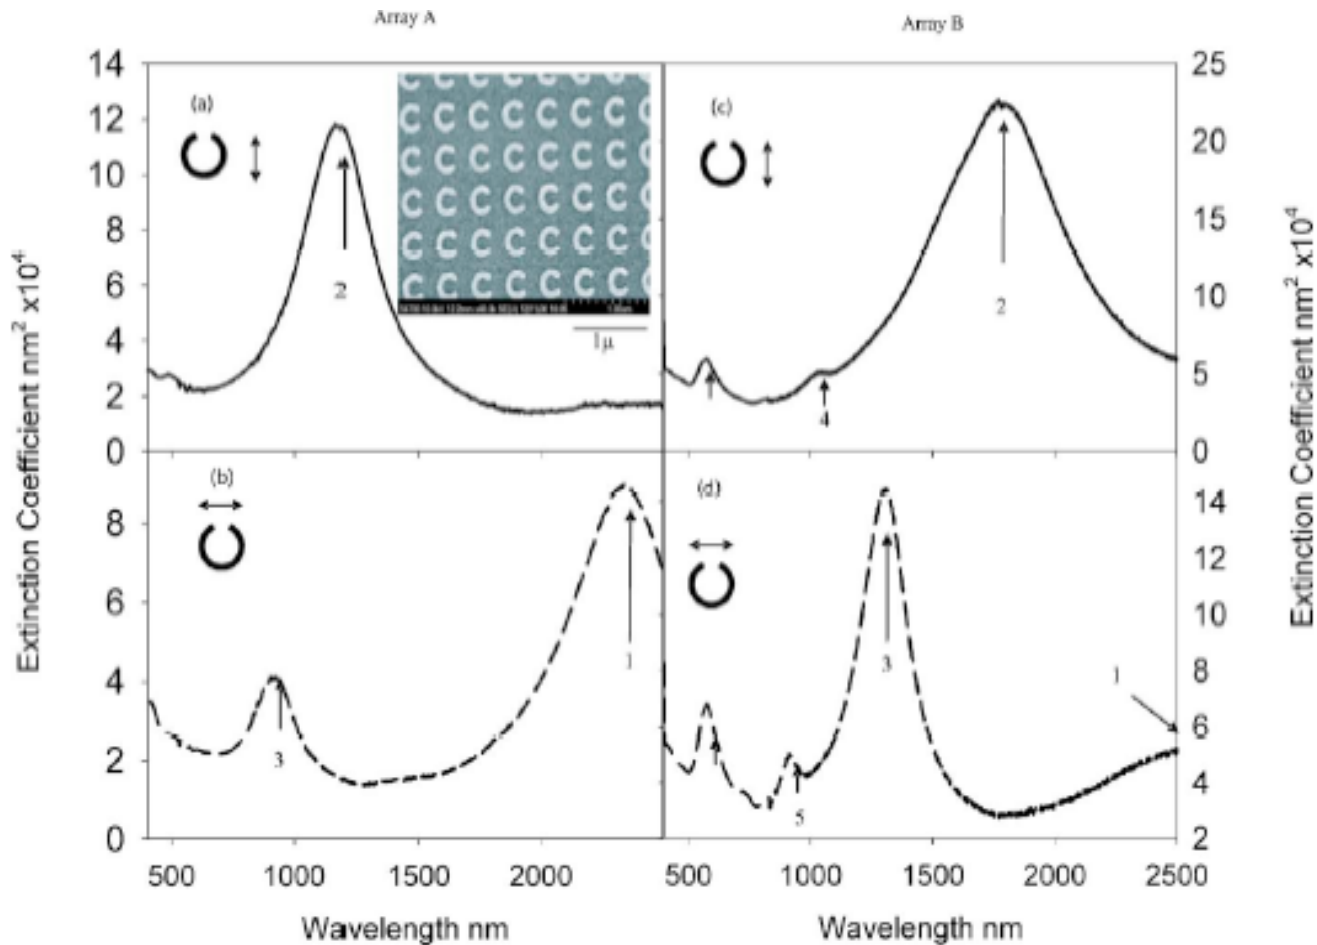 Array A
Array B
14
12
10
8
6
4
2
0
(a)
2
1μ
25
20
15
10
5
0
(c)
2
4
Extinction Coefficient nm² x10⁴
Extinction Coefficient nm² x10⁴
8
6
4
2
0
(b)
1
3
14
12
10
8
6
4
2
(d)
3
1
5
500 1000 1500 2000
500 1000 1500 2000 2500
Wavelength nm
Wavelength nm